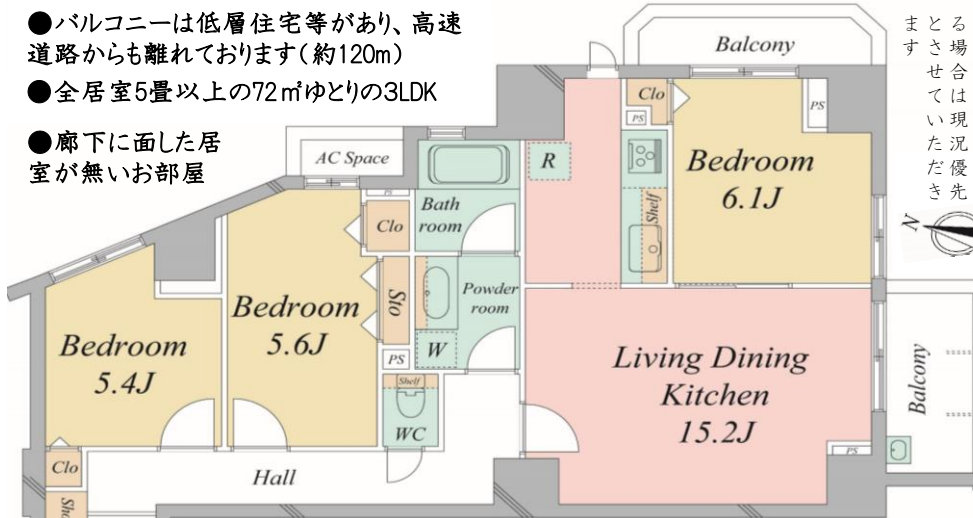 ●バルコニーは低層住宅等があり、高速
道路からも離れております(約120m)
●全居室5畳以上の72㎡ゆとりの3LDK
●廊下に面した居
室が無いお部屋
る場合は現況優先
とさせていただき
ます
Balcony
Clo
PS
PS
R
Bedroom
6.1J
Shelf
AC Space
PS
Bath
room
Clo
N
Bedroom
5.6J
Sto
Powder
room
Bedroom
5.4J
PS
W
Living Dining
Kitchen
15.2J
Balcony
Shelf
WC
PS
Clo
Hall